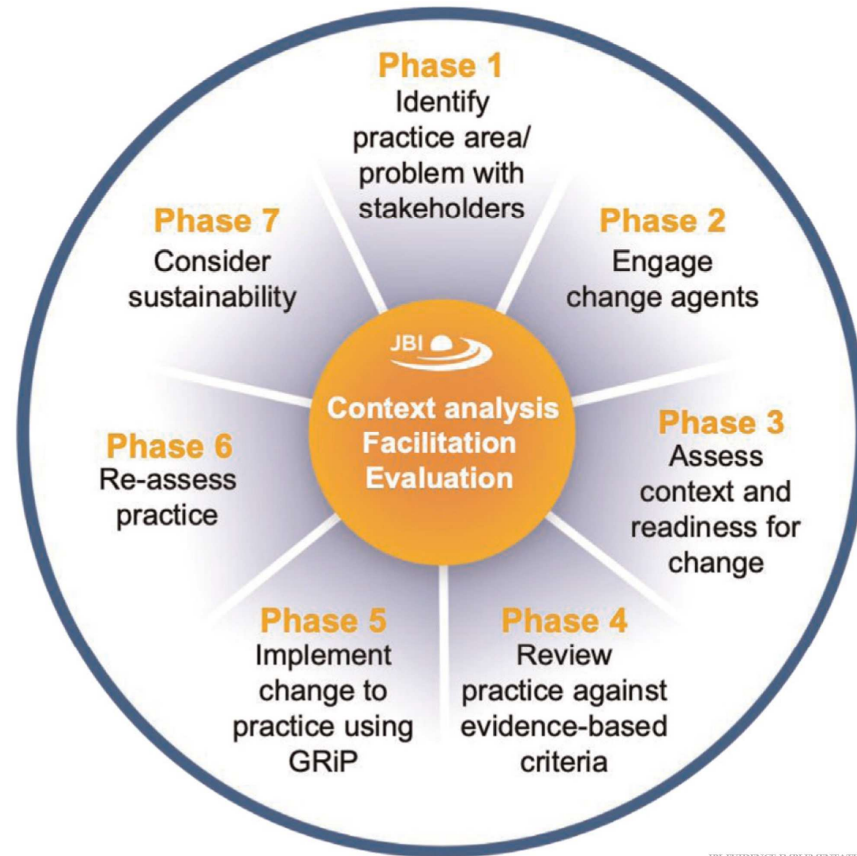 Phase 1
Identify
practice area/
problem with
stakeholders
Phase 2
Engage
change agents
Phase 3
Assess
context and
readiness for
change
Phase 4
Review
practice against
evidence-based
criteria
Phase 5
Implement
change to
practice using
GRiP
Phase 6
Re-assess
practice
Phase 7
Consider
sustainability
JBI
Context analysis
Facilitation
Evaluation